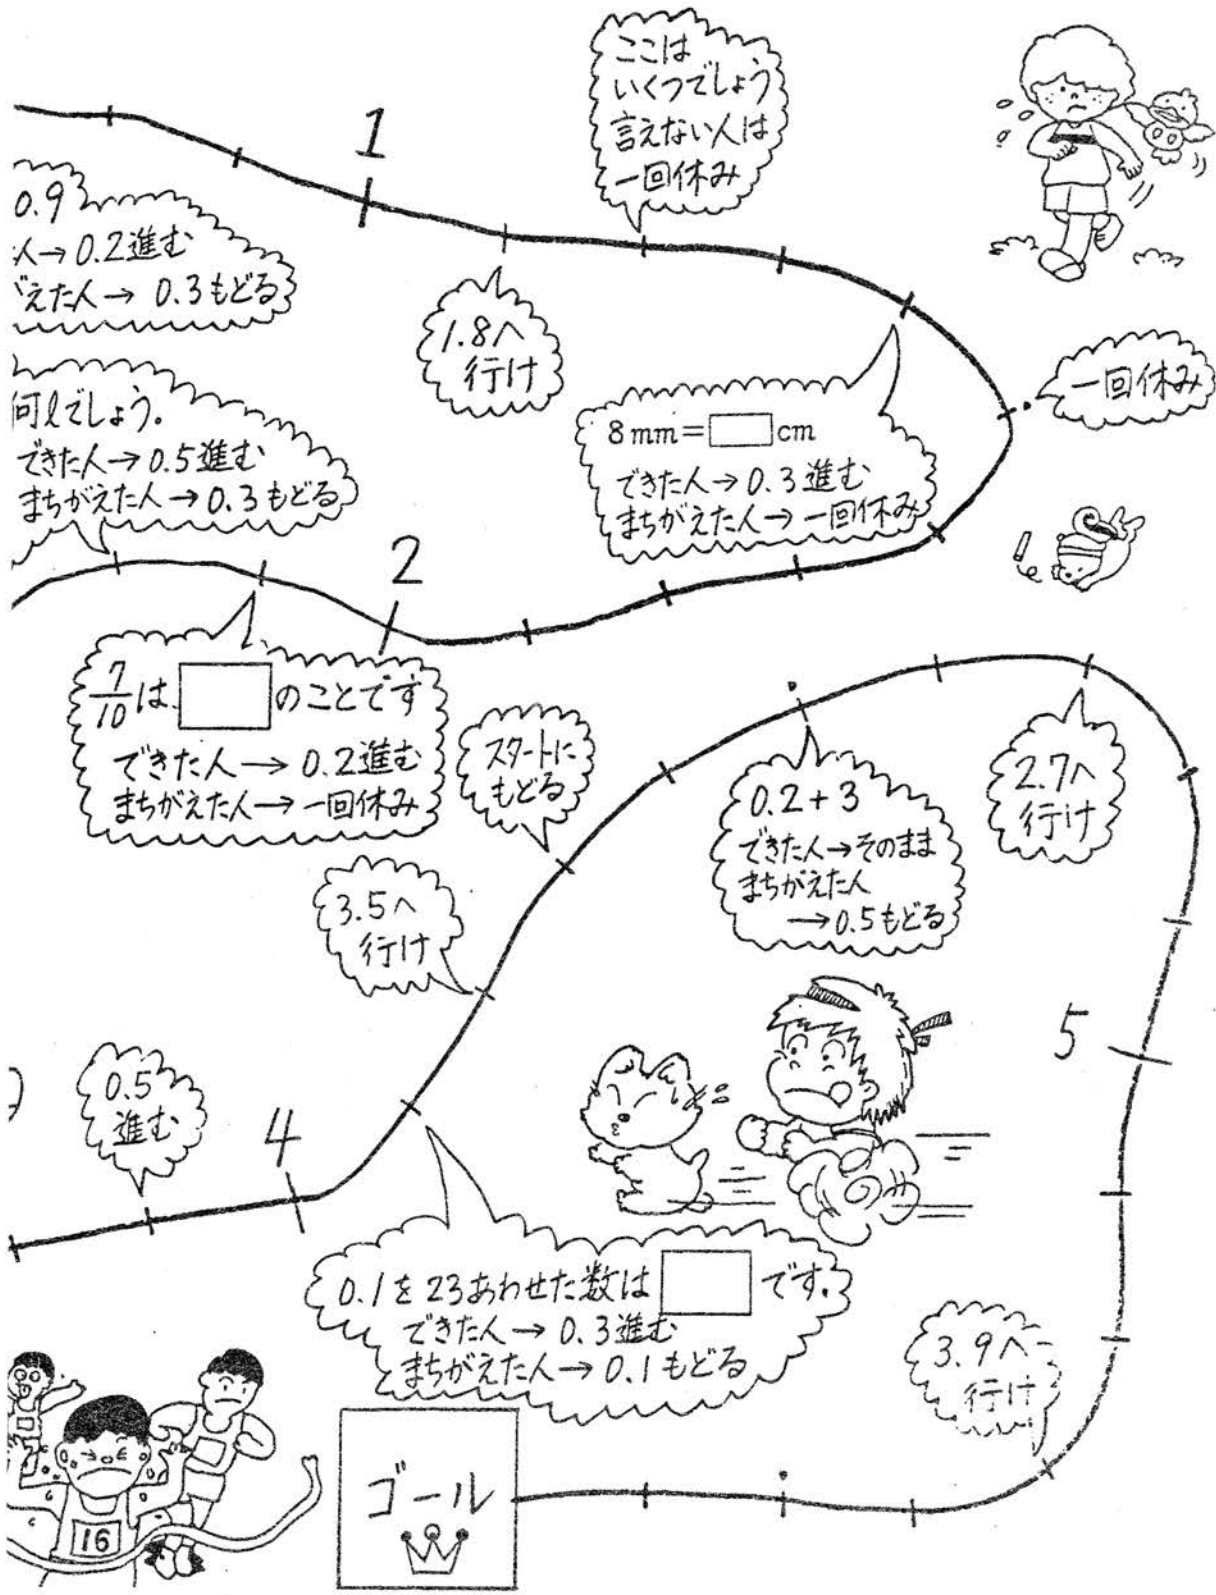 ここは
いくつでしょう
言えない人は
一回休み
1
0.9
人→0.2進む
えた人→0.3もどる
1.8へ
行け
一回休み
8mm=□cm
できた人→0.3進む
まちがえた人→一回休み
何ℓでしょう。
できた人→0.5進む
まちがえた人→0.3もどる
2
7/10は□のことです
できた人→0.2進む
まちがえた人→一回休み
スタートに
もどる
0.2+3
できた人→そのまま
まちがえた人
→0.5もどる
2.7へ
行け
3.5へ
行け
5
0.5
進む
4
0.1を23あわせた数は□です。
できた人→0.3進む
まちがえた人→0.1もどる
3.9へ
行け
ゴール
16